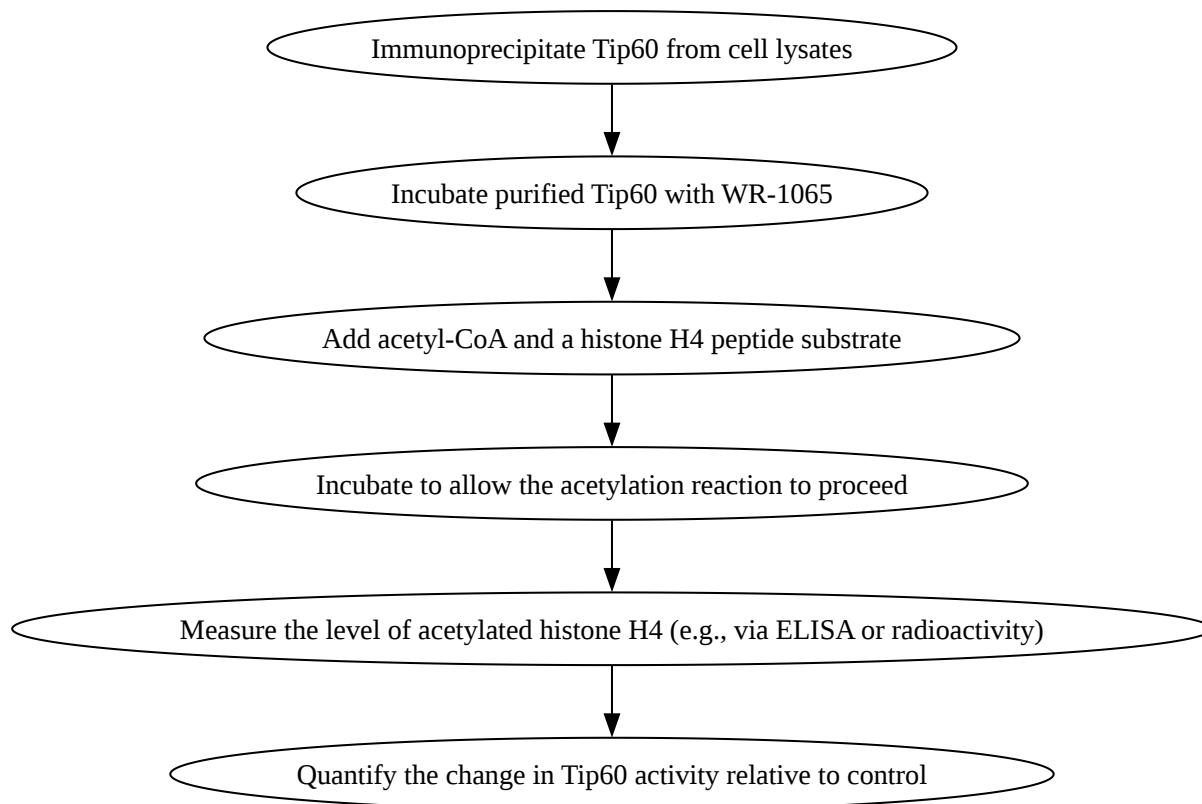 Immunoprecipitate Tip60 from cell lysates
Incubate purified Tip60 with WR-1065
Add acetyl-CoA and a histone H4 peptide substrate
Incubate to allow the acetylation reaction to proceed
Measure the level of acetylated histone H4 (e.g., via ELISA or radioactivity)
Quantify the change in Tip60 activity relative to control